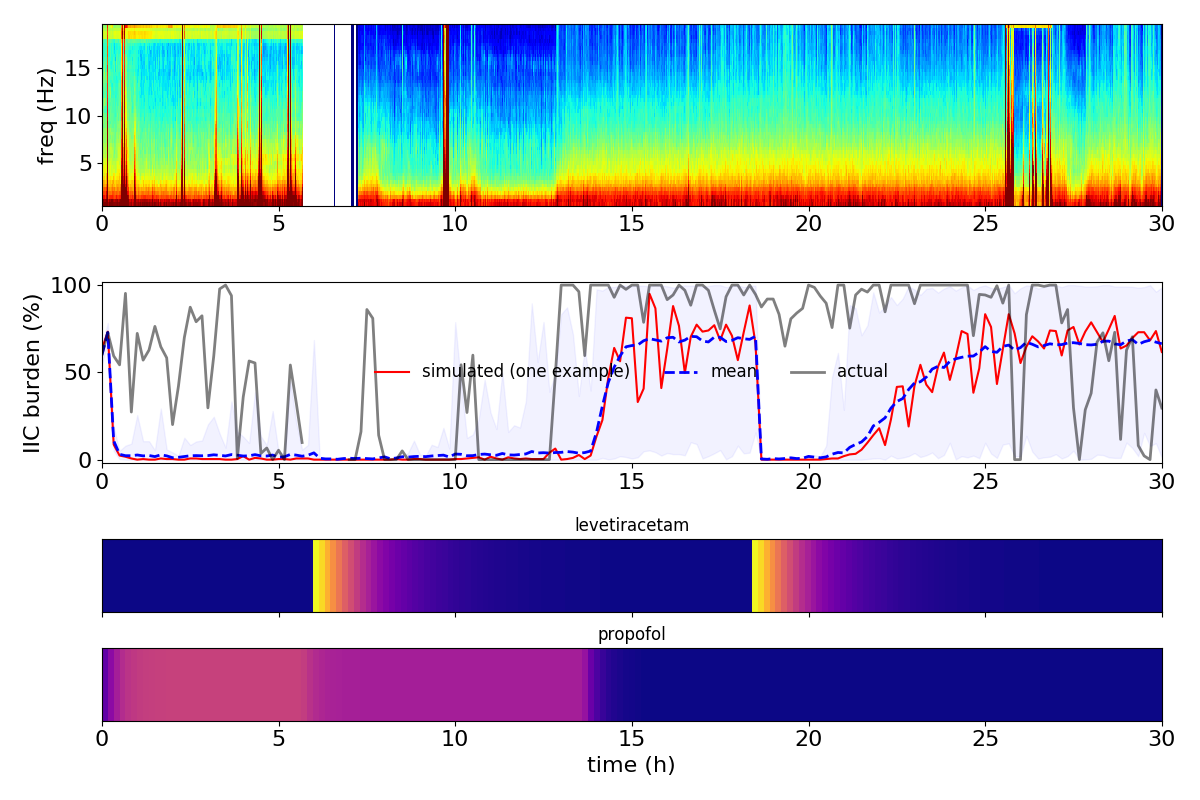 freq (Hz)
15
10
5
0 5 10 15 20 25 30
IIC burden (%)
100
50
0
simulated (one example) mean actual
0 5 10 15 20 25 30
levetiracetam
propofol
0 5 10 15 20 25 30
time (h)